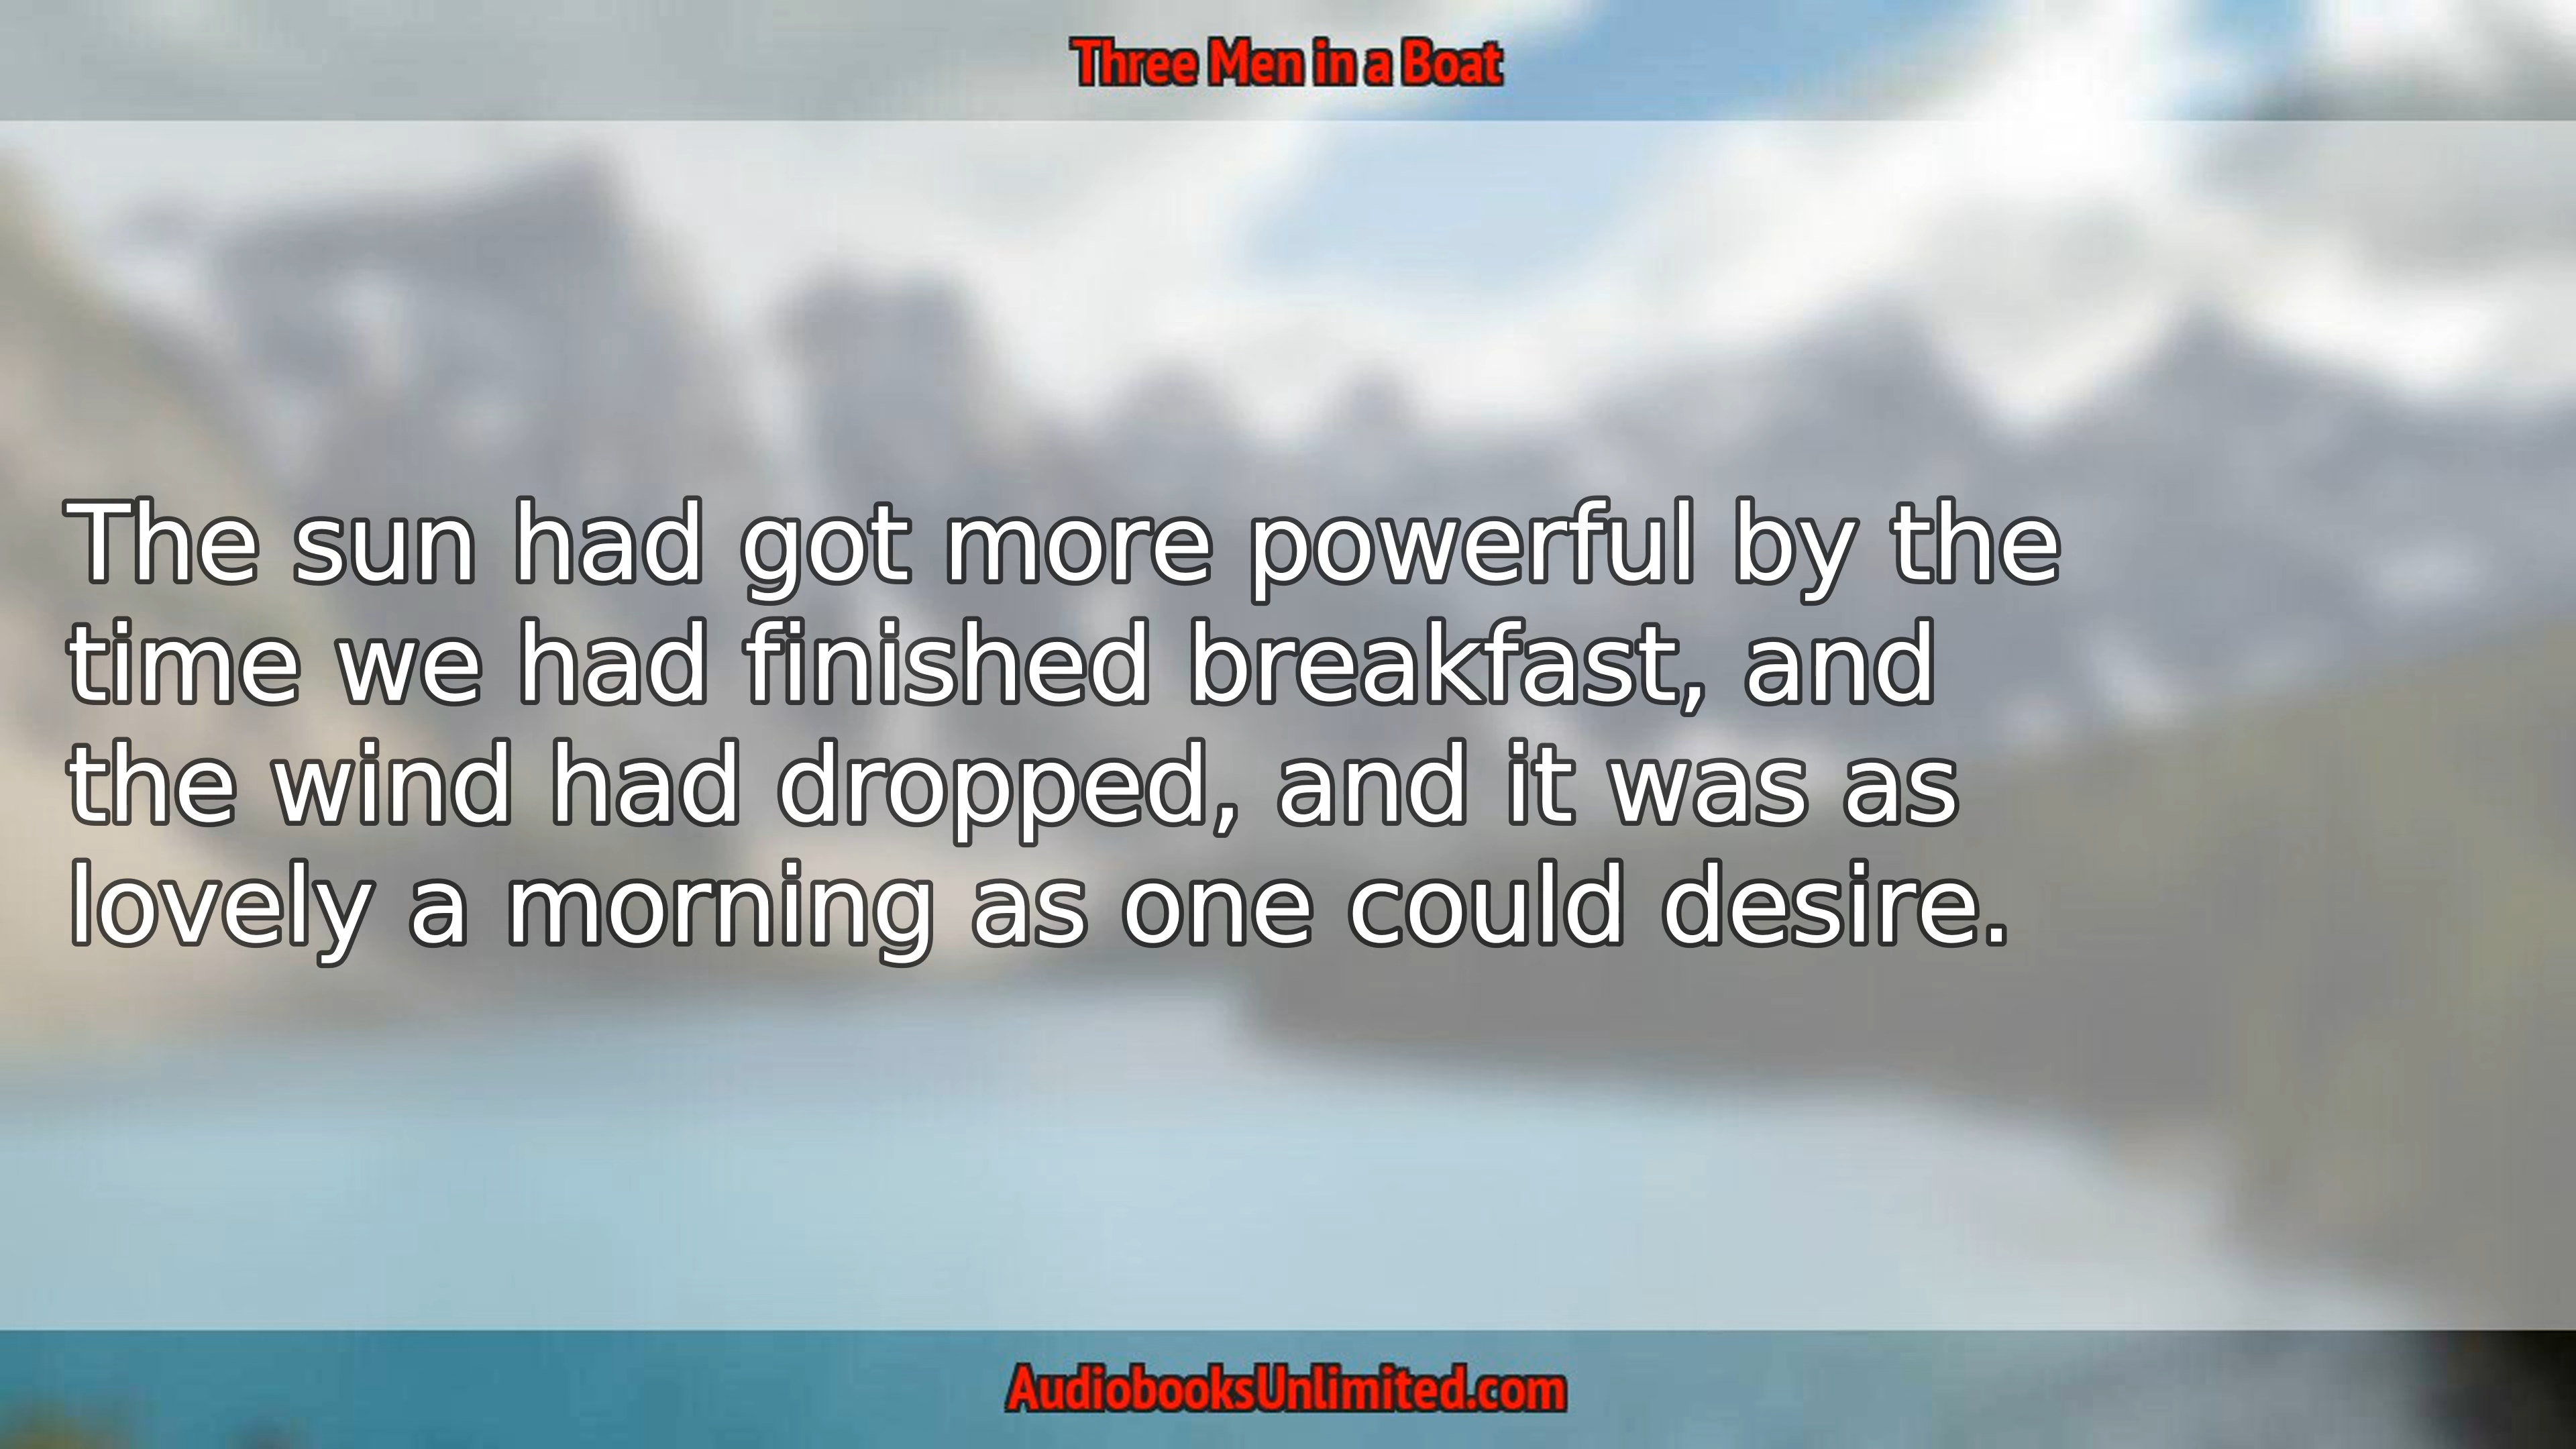 Three Men in a Boat
The sun had got more powerful by the
time we had finished breakfast, and
the wind had dropped, and it was as
lovely a morning as one could desire.
AudiobooksUnlimited.com